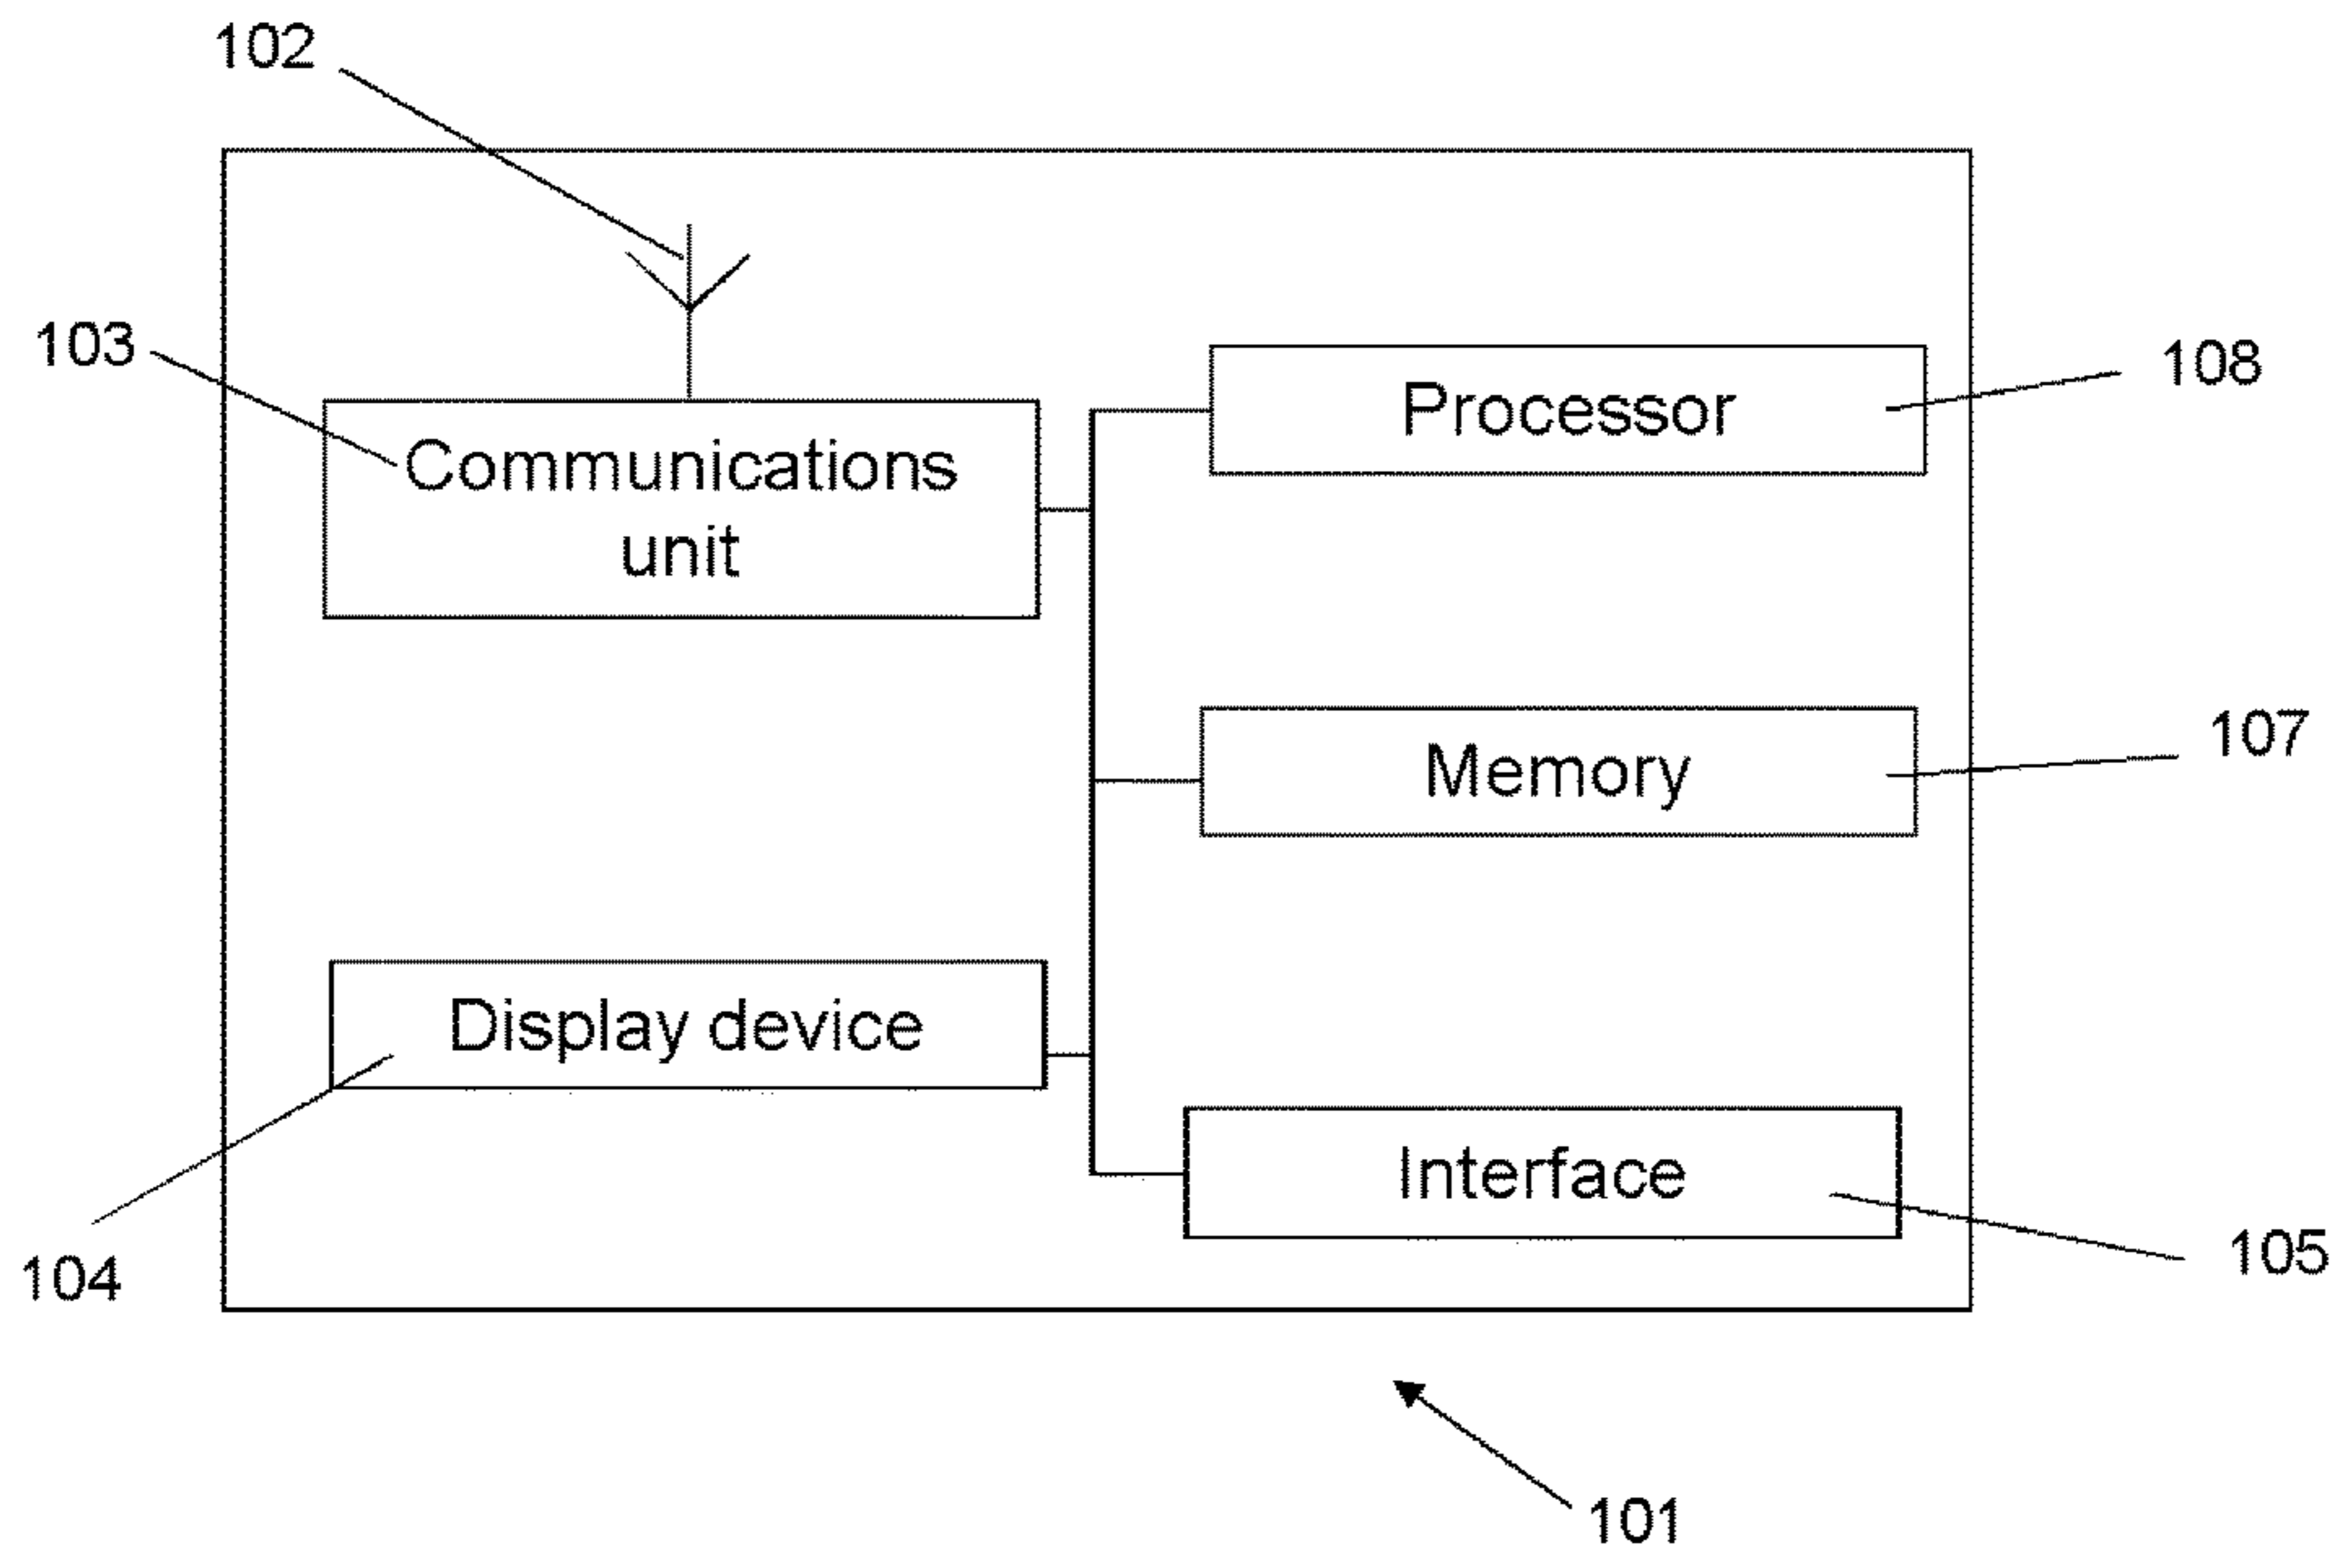 102
103
108
Processor
Communications
unit
107
Memory
Display device
Interface
105
104
101